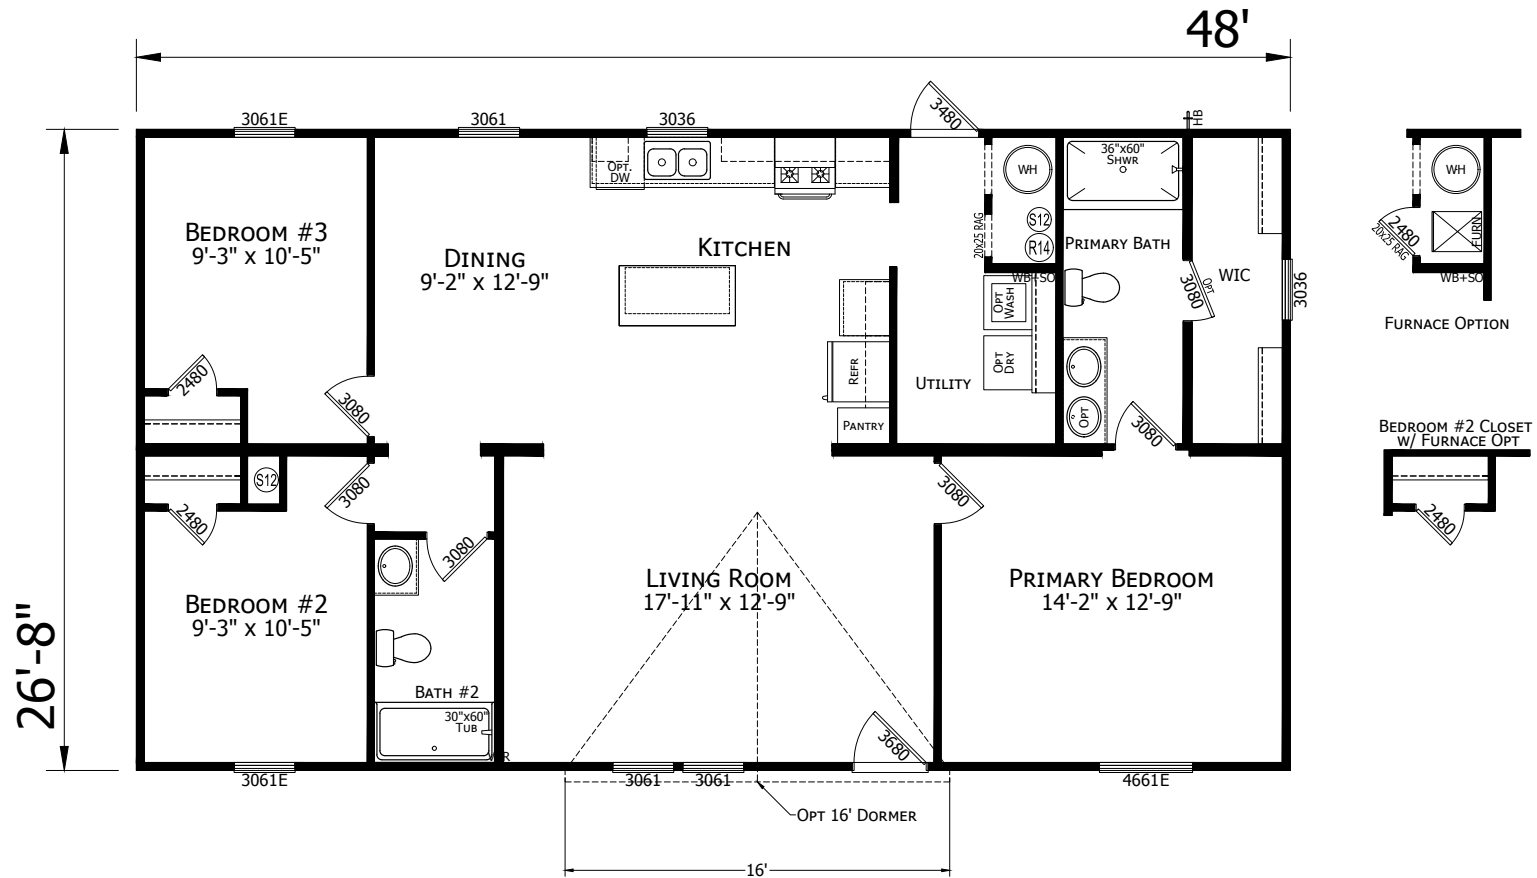 48'
26'-8"
3061E
3061
3036
3480
HB
Bedroom #3
9'-3" x 10'-5"
Dining
9'-2" x 12'-9"
Kitchen
Opt.
DW
WH
S12
R14
20x25 RAG
WB+SO
36"x60"
Shwr
Primary Bath
WIC
3080
Opt
3036
Opt
Wash
Opt
Dry
Utility
Refr
Pantry
Opt
3080
2480
3080
S12
2480
3080
3080
3080
Bedroom #2
9'-3" x 10'-5"
Bath #2
30"x60"
Tub
Living Room
17'-11" x 12'-9"
Primary Bedroom
14'-2" x 12'-9"
3680
3061E
3061
3061
4661E
Opt 16' Dormer
16'
WH
2480
20x25 RAG
FURN
WB+SO
Furnace Option
Bedroom #2 Closet
w/ Furnace Opt
2480